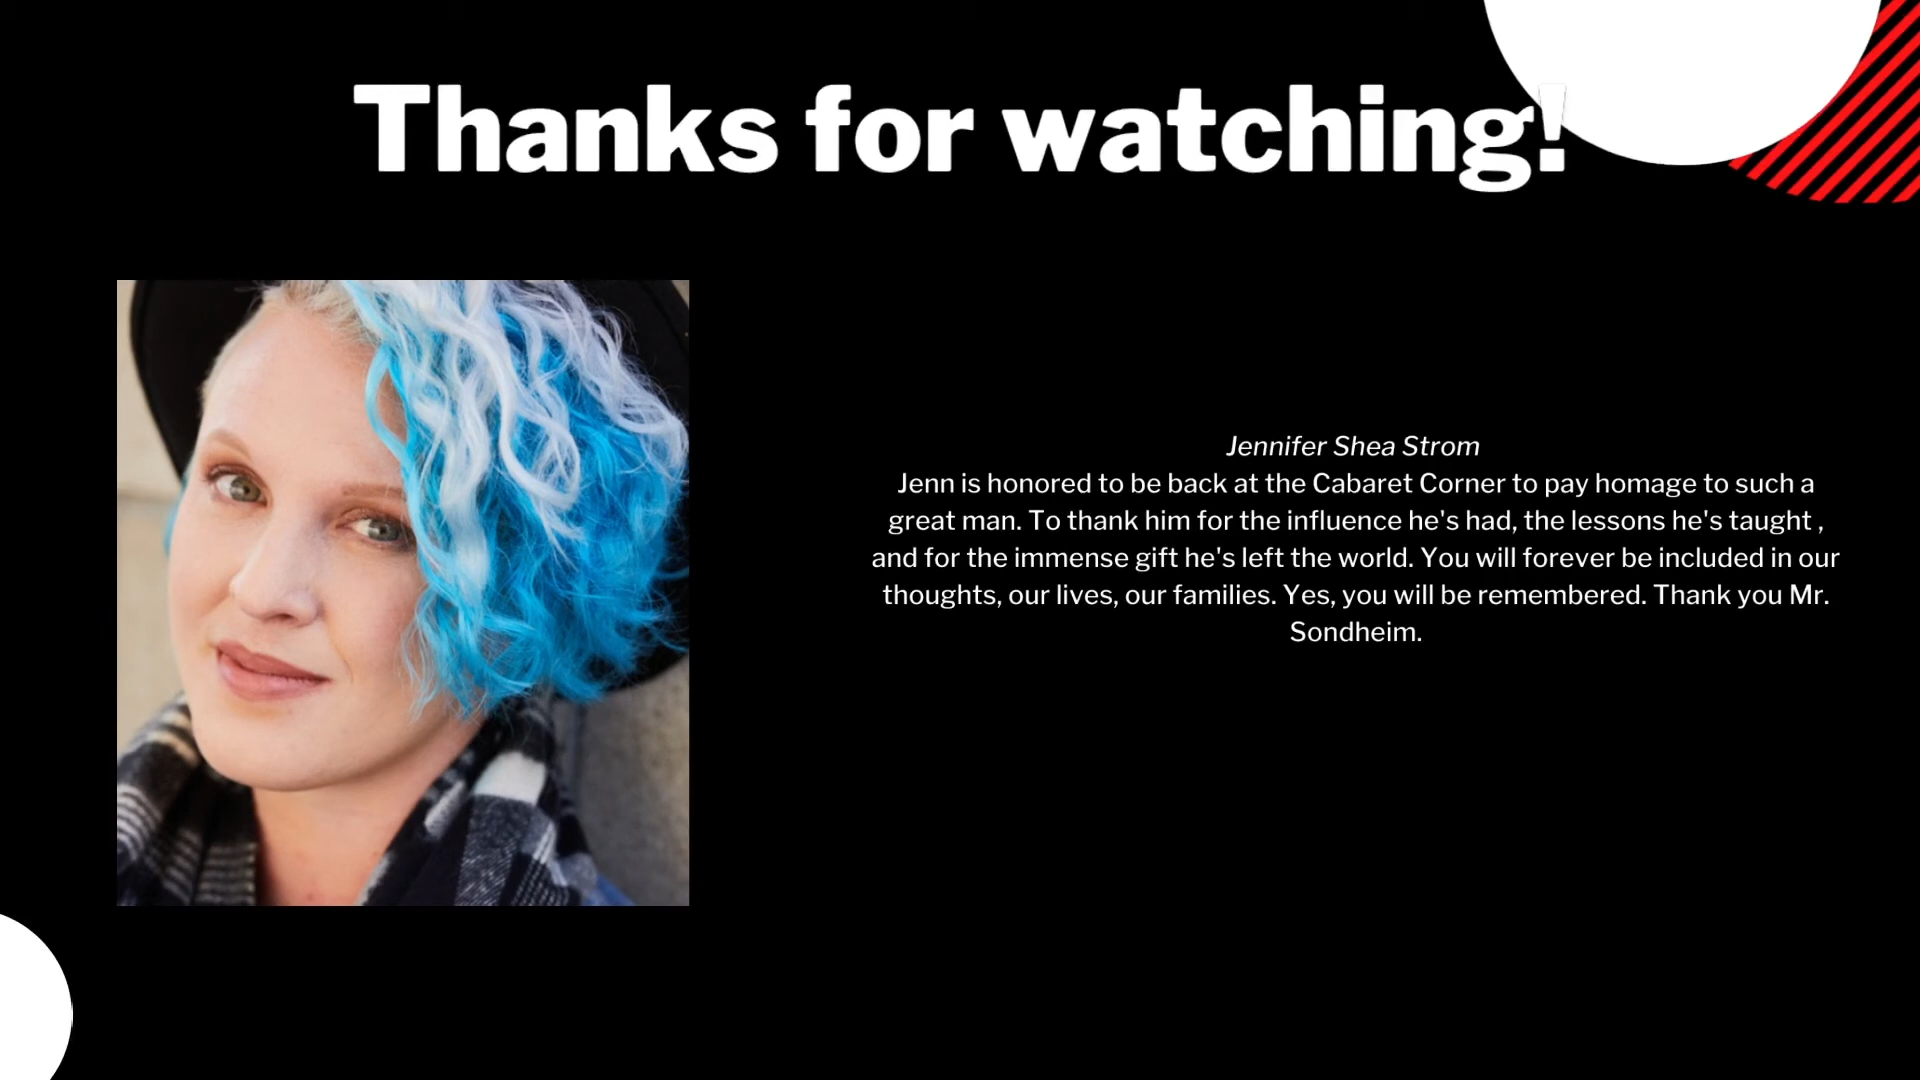 Thanks for watching!
Jennifer Shea Strom
Jenn is honored to be back at the Cabaret Corner to pay homage to such a
great man. To thank him for the influence he's had, the lessons he's taught ,
and for the immense gift he's left the world. You will forever be included in our
thoughts, our lives, our families. Yes, you will be remembered. Thank you Mr.
Sondheim.